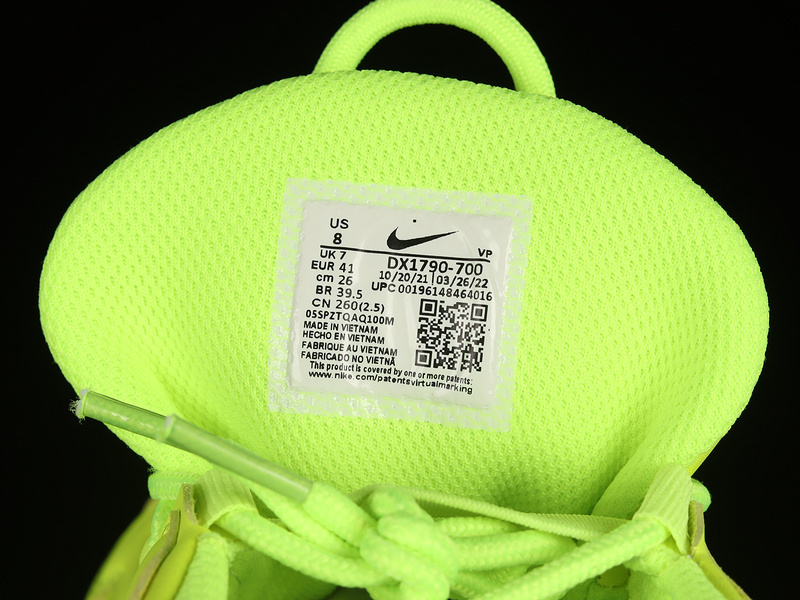 US
8
VP
UK 7
DX1790-700
EUR 41
10/20/21 03/26/22
cm 26
UPC 00196148464016
BR 39.5
CN 260(2.5)
05SPZTQAQ100M
MADE IN VIETNAM
HECHO EN VIETNAM
FABRIQUE AU VIETNAM
FABRICADO NO VIETNÃ
This product is covered by one or more patents:
www.nike.com/patentsvirtualmarking